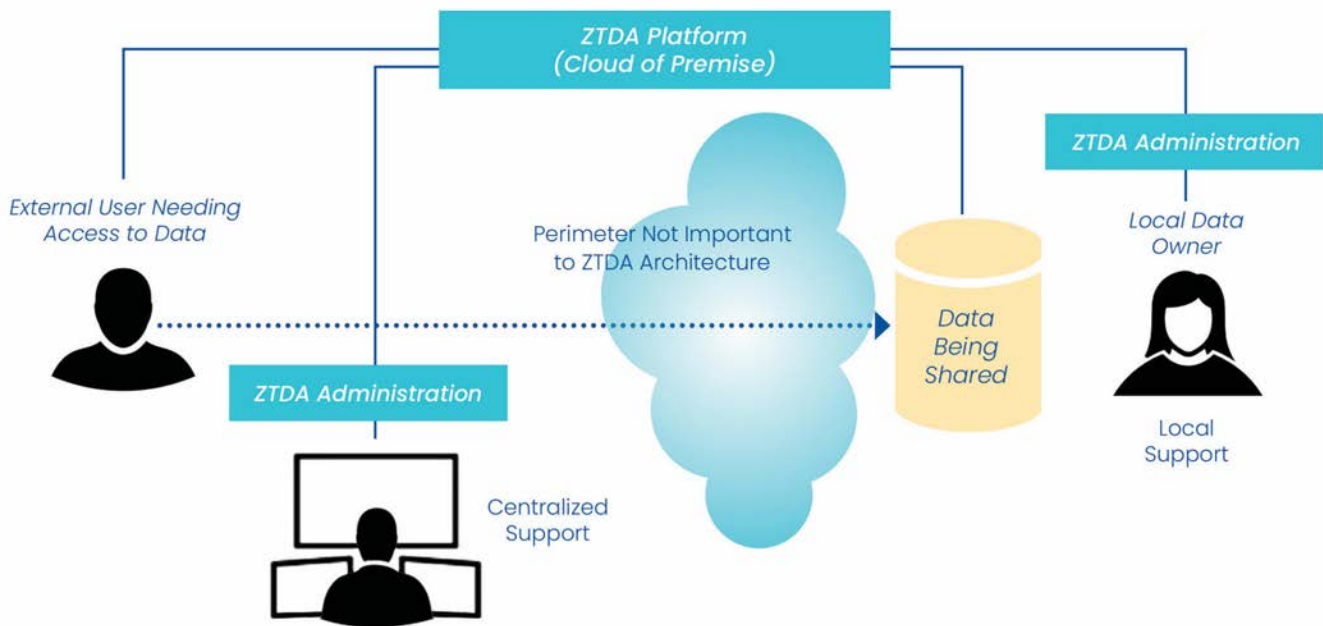 ZTDA Platform
(Cloud of Premise)
ZTDA Administration
External User Needing
Access to Data
Local Data
Owner
Perimeter Not Important
to ZTDA Architecture
Data
Being
Shared
ZTDA Administration
Local
Support
Centralized
Support